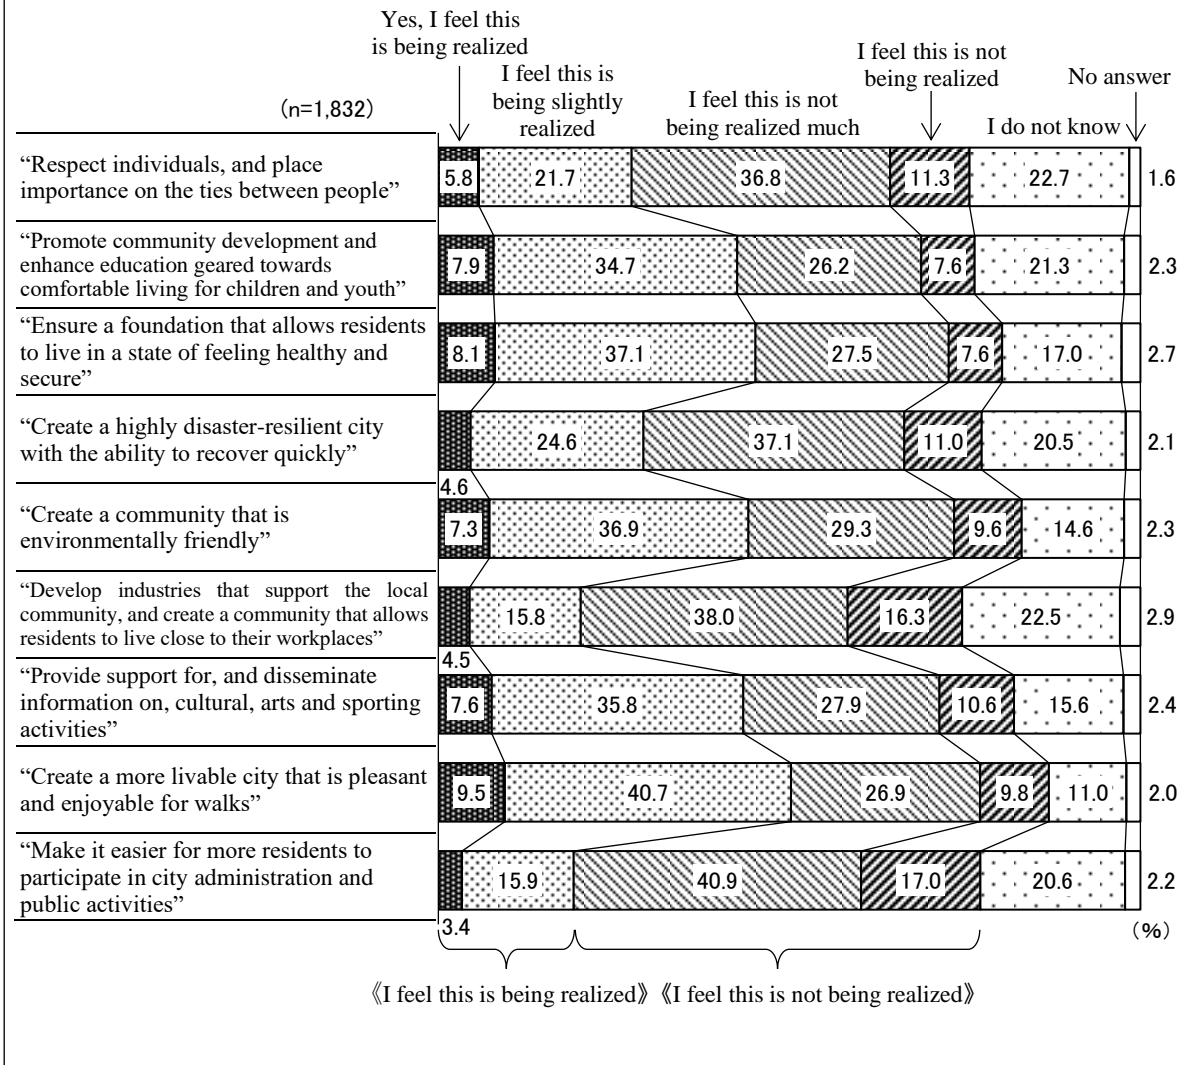 Yes, I feel this
is being realized
I feel this is
being slightly
realized
I feel this is not
being realized much
I feel this is not
being realized
I do not know
No answer
(n=1,832)
“Respect individuals, and place
importance on the ties between people”
5.8 21.7 36.8 11.3 22.7 1.6
“Promote community development and
enhance education geared towards
comfortable living for children and youth”
7.9 34.7 26.2 7.6 21.3 2.3
“Ensure a foundation that allows residents
to live in a state of feeling healthy and
secure”
8.1 37.1 27.5 7.6 17.0 2.7
“Create a highly disaster-resilient city
with the ability to recover quickly”
24.6 37.1 11.0 20.5 2.1
4.6
“Create a community that is
environmentally friendly”
7.3 36.9 29.3 9.6 14.6 2.3
“Develop industries that support the local
community, and create a community that allows
residents to live close to their workplaces”
15.8 38.0 16.3 22.5 2.9
4.5
“Provide support for, and disseminate
information on, cultural, arts and sporting
activities”
7.6 35.8 27.9 10.6 15.6 2.4
“Create a more livable city that is pleasant
and enjoyable for walks”
9.5 40.7 26.9 9.8 11.0 2.0
“Make it easier for more residents to
participate in city administration and
public activities”
15.9 40.9 17.0 20.6 2.2
3.4
(%)
《I feel this is being realized》 《I feel this is not being realized》